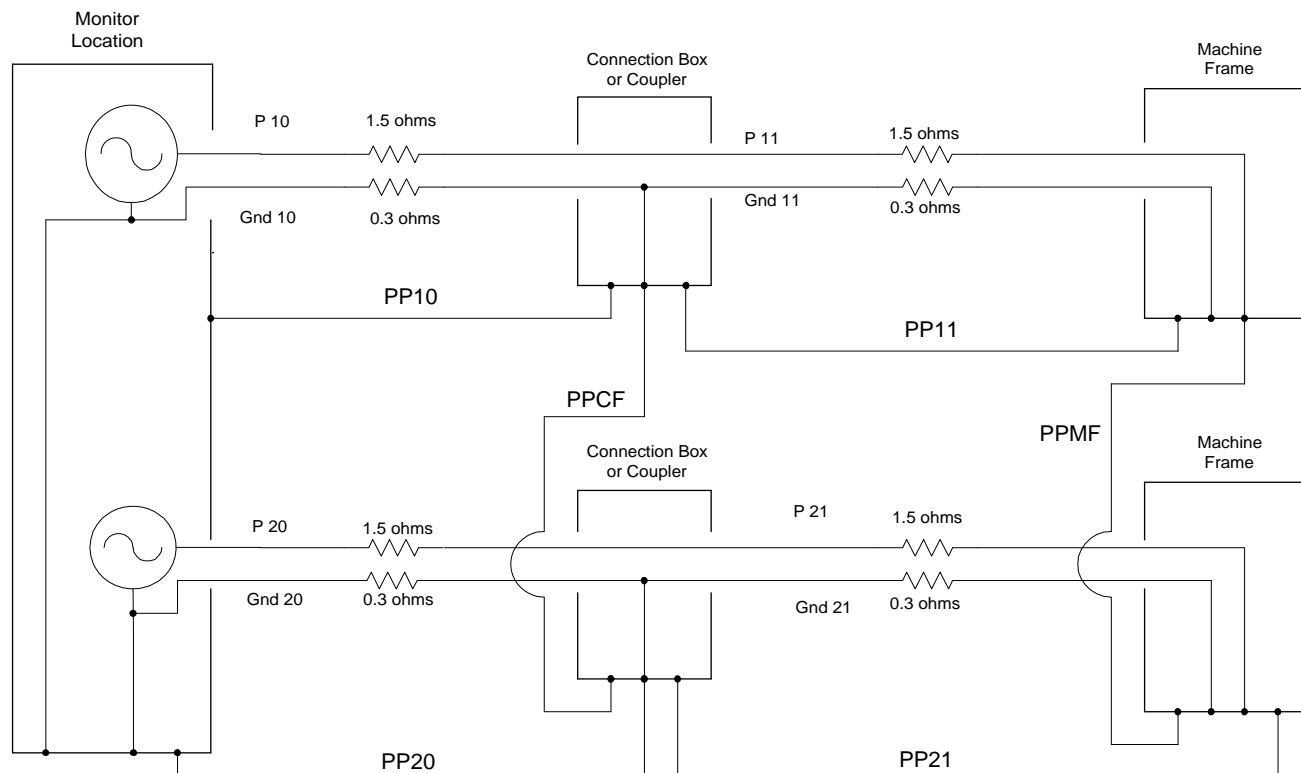 Monitor
Location
Connection Box
or Coupler
Machine
Frame
P 10
1.5 ohms
P 11
1.5 ohms
Gnd 10
0.3 ohms
Gnd 11
0.3 ohms
PP10
PP11
PPCF
PPMF
Connection Box
or Coupler
Machine
Frame
P 20
1.5 ohms
P 21
1.5 ohms
Gnd 20
0.3 ohms
Gnd 21
0.3 ohms
PP20
PP21